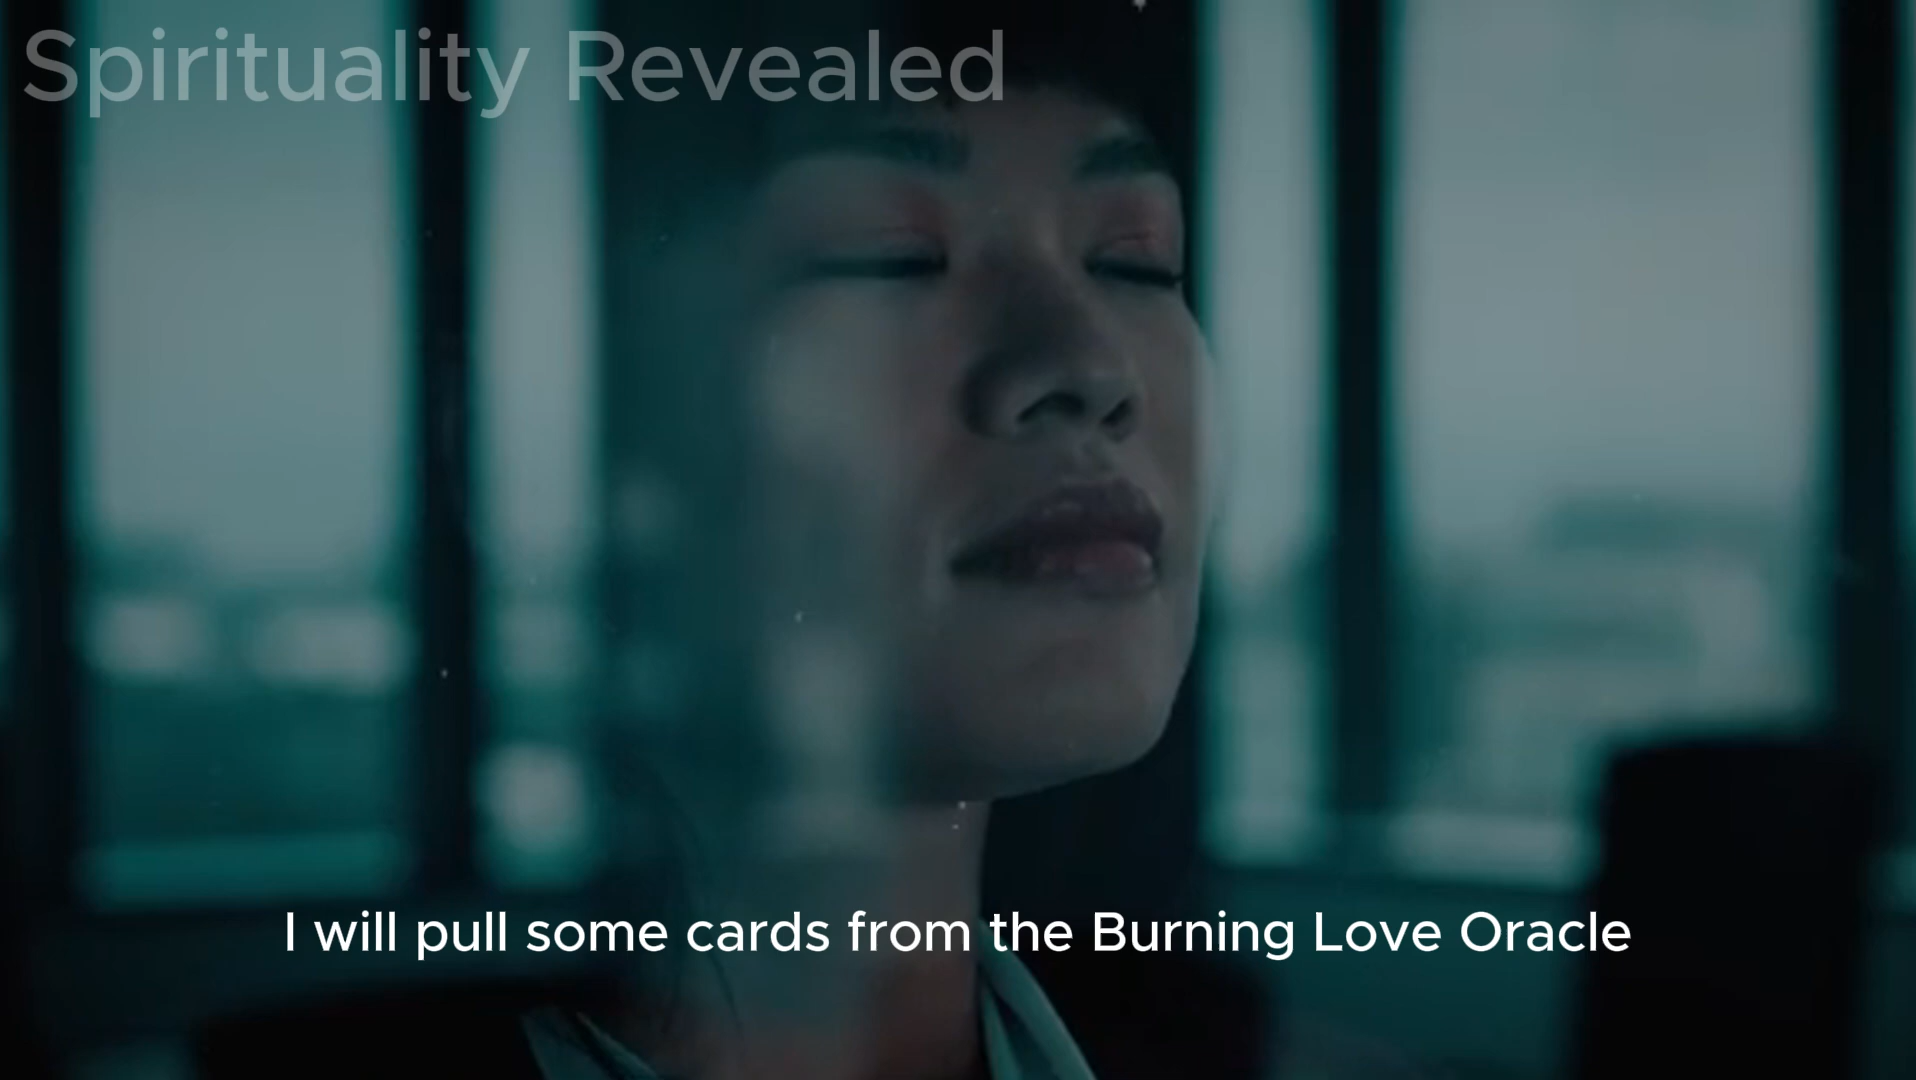 Spirituality Revealed
I will pull some cards from the Burning Love Oracle